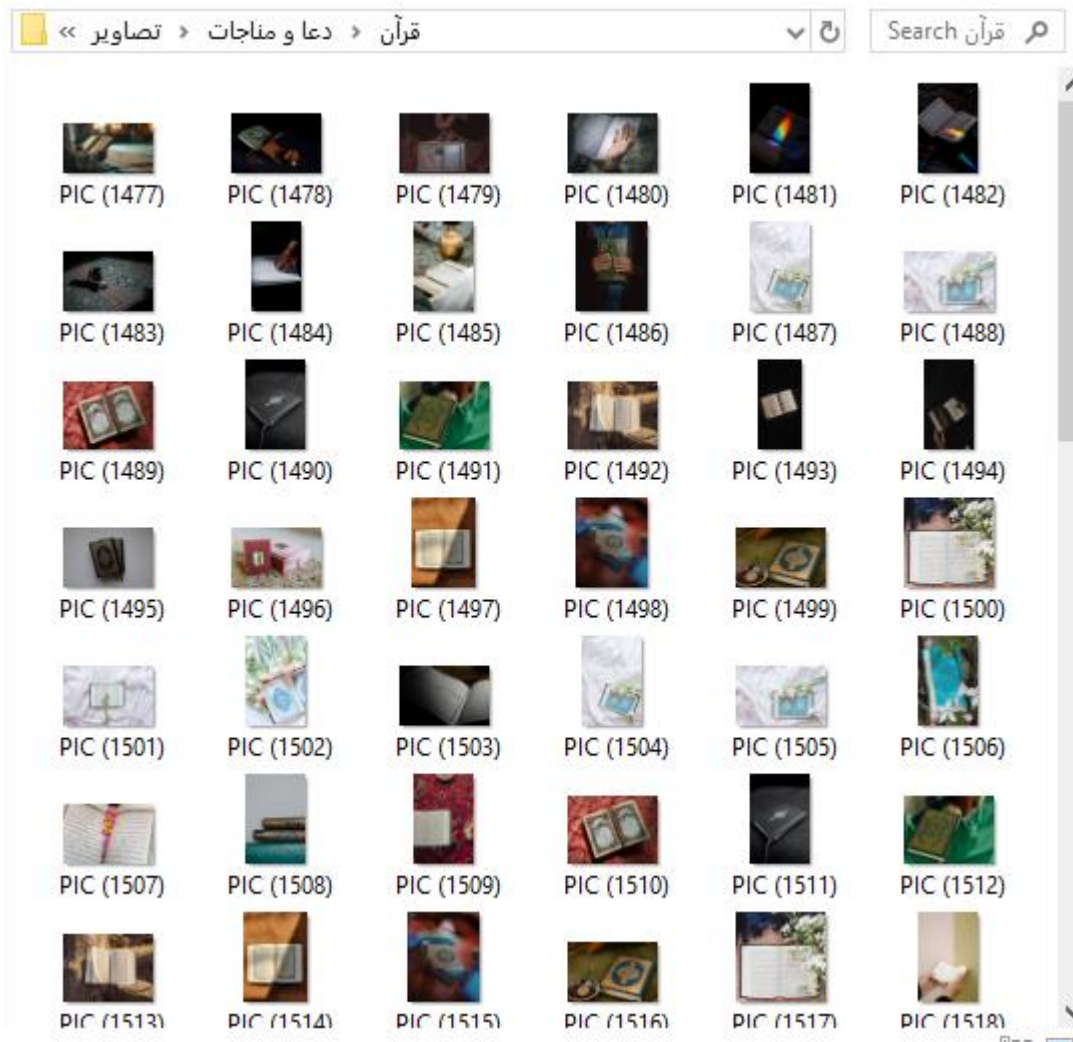 « تصاویر › دعا و مناجات › قرآن
Search قرآن
PIC (1477) PIC (1478) PIC (1479) PIC (1480) PIC (1481) PIC (1482)
PIC (1483) PIC (1484) PIC (1485) PIC (1486) PIC (1487) PIC (1488)
PIC (1489) PIC (1490) PIC (1491) PIC (1492) PIC (1493) PIC (1494)
PIC (1495) PIC (1496) PIC (1497) PIC (1498) PIC (1499) PIC (1500)
PIC (1501) PIC (1502) PIC (1503) PIC (1504) PIC (1505) PIC (1506)
PIC (1507) PIC (1508) PIC (1509) PIC (1510) PIC (1511) PIC (1512)
PIC (1513) PIC (1514) PIC (1515) PIC (1516) PIC (1517) PIC (1518)